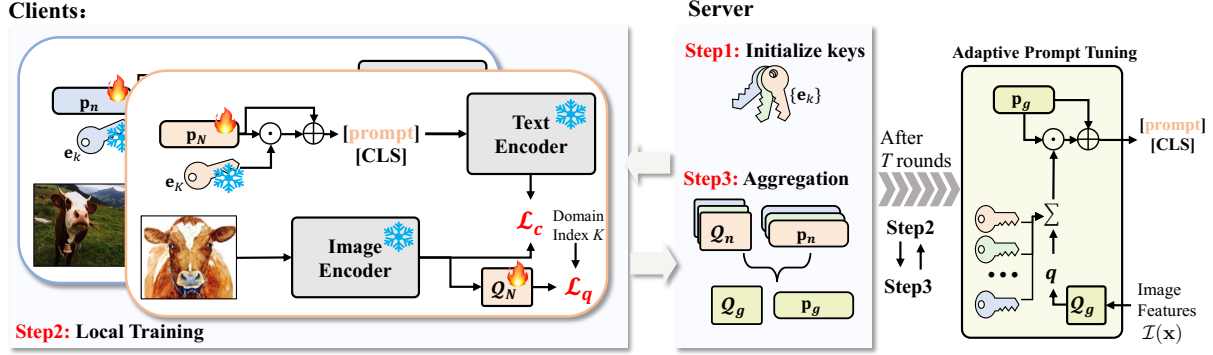 Clients:
Server
p_n
e_k
p_N
e_K
[prompt]
[CLS]
Text
Encoder
Image
Encoder
ℒ_c
Domain
Index K
Q_N
ℒ_q
Step2: Local Training
Step1: Initialize keys
{e_k}
Step3: Aggregation
Q_n
p_n
Q_g
p_g
After
T rounds
Step2
Step3
Adaptive Prompt Tuning
p_g
[prompt]
[CLS]
Σ
q
Q_g
Image
Features
ℐ(x)